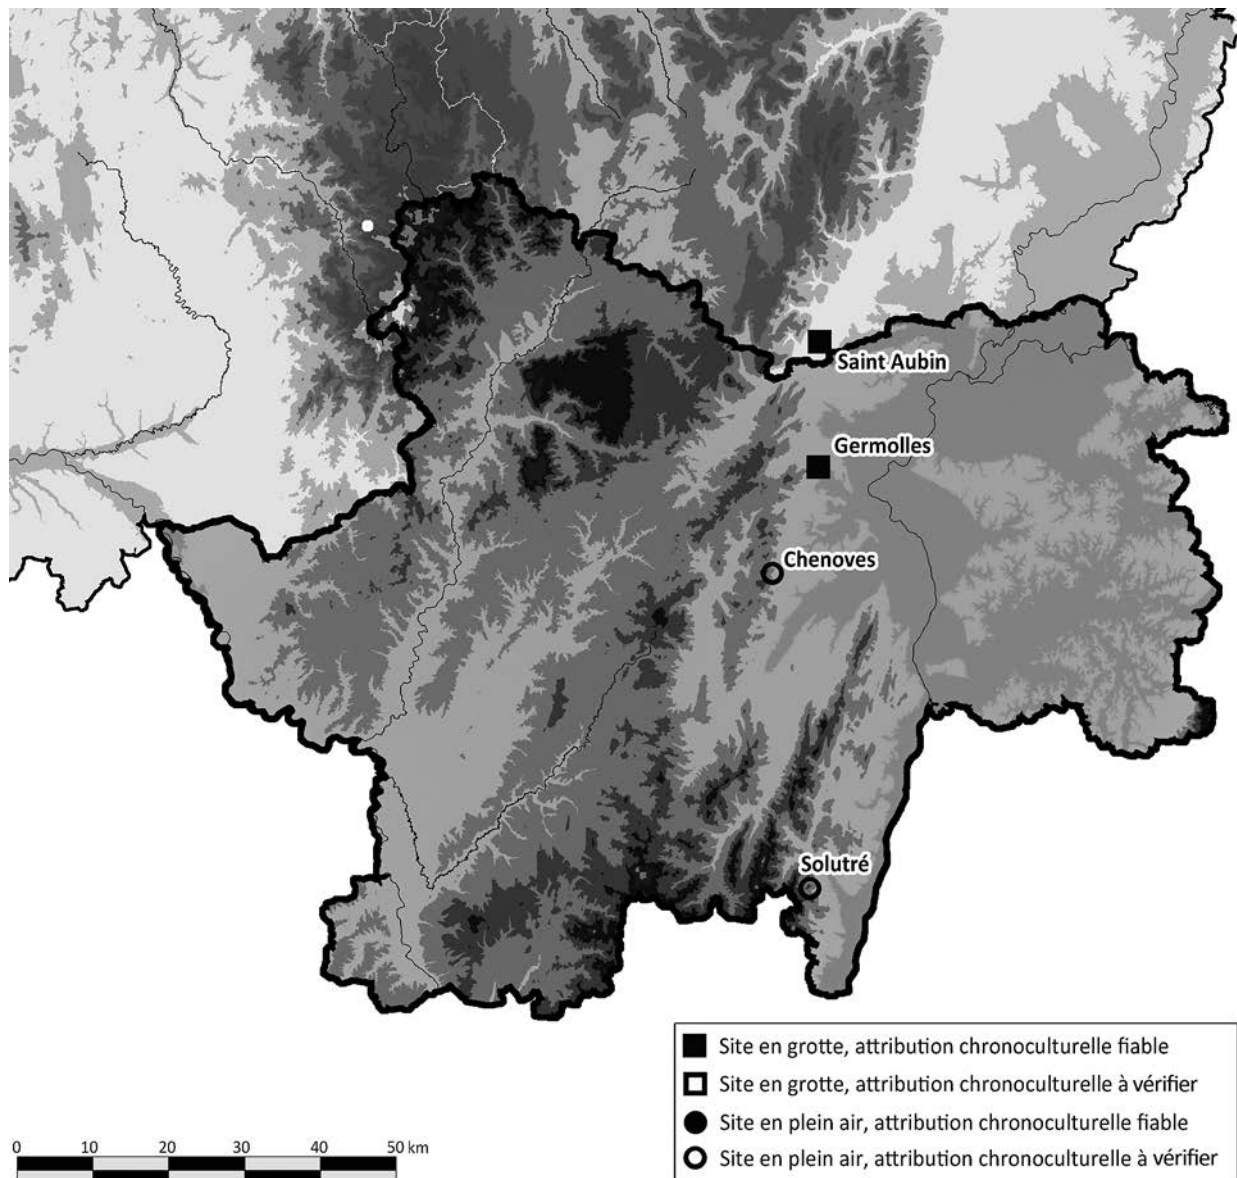 Saint Aubin
Germolles
Chenoves
Solutré
Site en grotte, attribution chronoculturelle fiable
Site en grotte, attribution chronoculturelle à vérifier
Site en plein air, attribution chronoculturelle fiable
Site en plein air, attribution chronoculturelle à vérifier
0 10 20 30 40 50 km